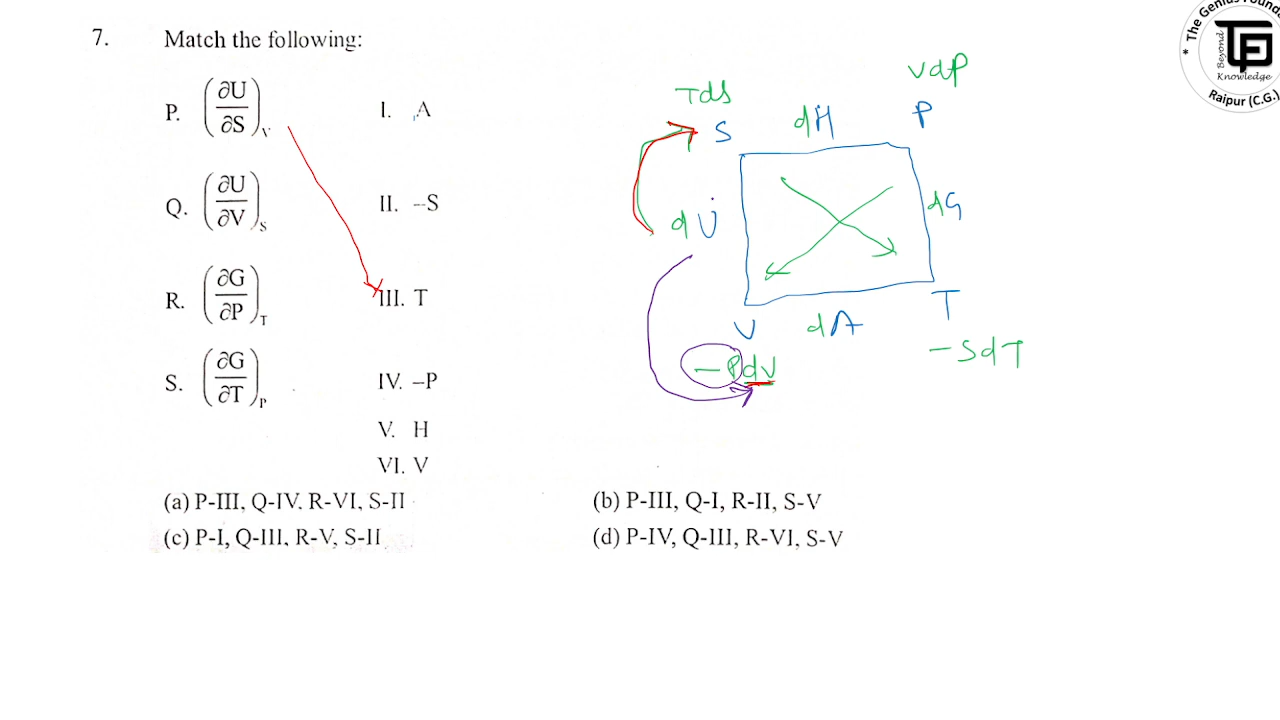 7. Match the following:
P. (∂U/∂S)V I. A
Q. (∂U/∂V)S II. –S
R. (∂G/∂P)T III. T
S. (∂G/∂T)P IV. –P
V. H
VI. V
(a) P-III, Q-IV. R-VI, S-II
(b) P-III, Q-I, R-II, S-V
(c) P-I, Q-III, R-V, S-II
(d) P-IV, Q-III, R-VI, S-V
VdP
Tds
S dH P
dU dG
V dA T
-PdV -SdT
* The Genius
Beyond
Knowledge
Raipur (C.G.)